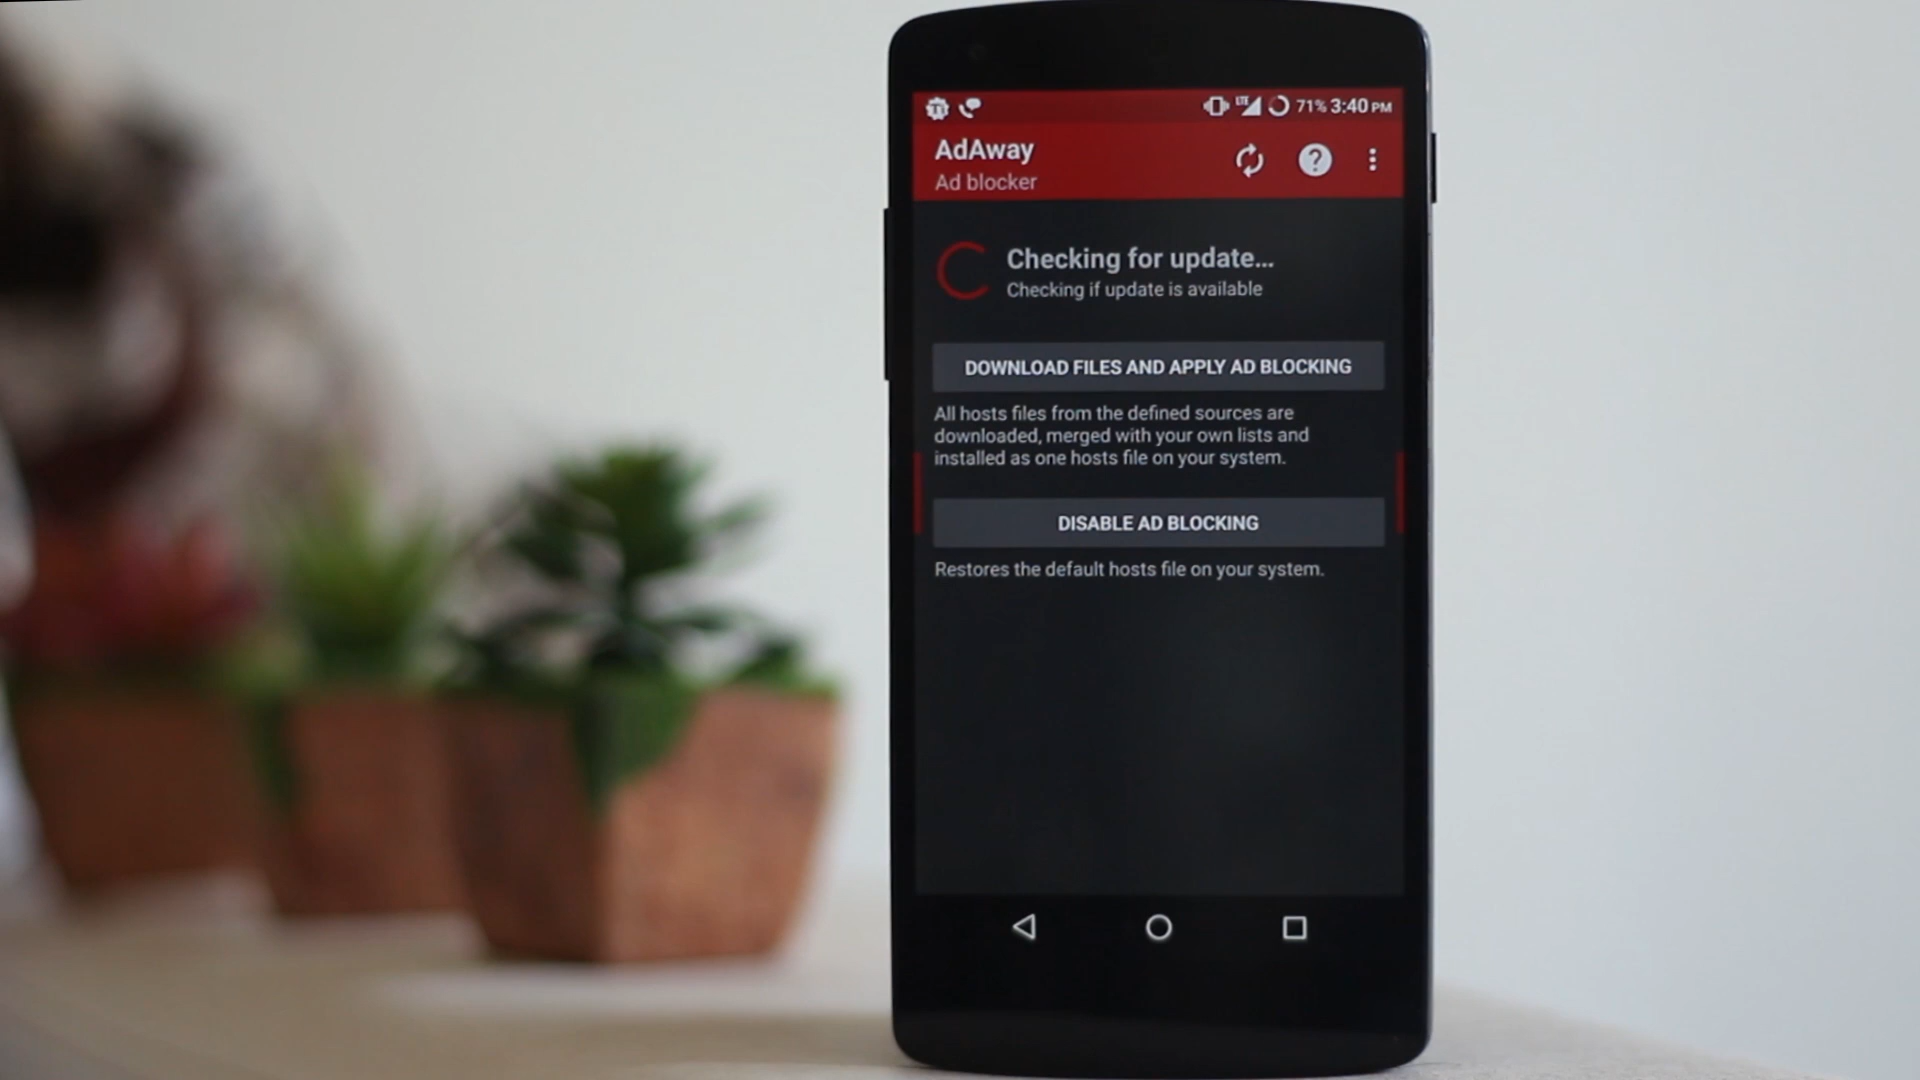 LTE 71% 3:40 PM
AdAway
Ad blocker
Checking for update...
Checking if update is available
DOWNLOAD FILES AND APPLY AD BLOCKING
All hosts files from the defined sources are
downloaded, merged with your own lists and
installed as one hosts file on your system.
DISABLE AD BLOCKING
Restores the default hosts file on your system.